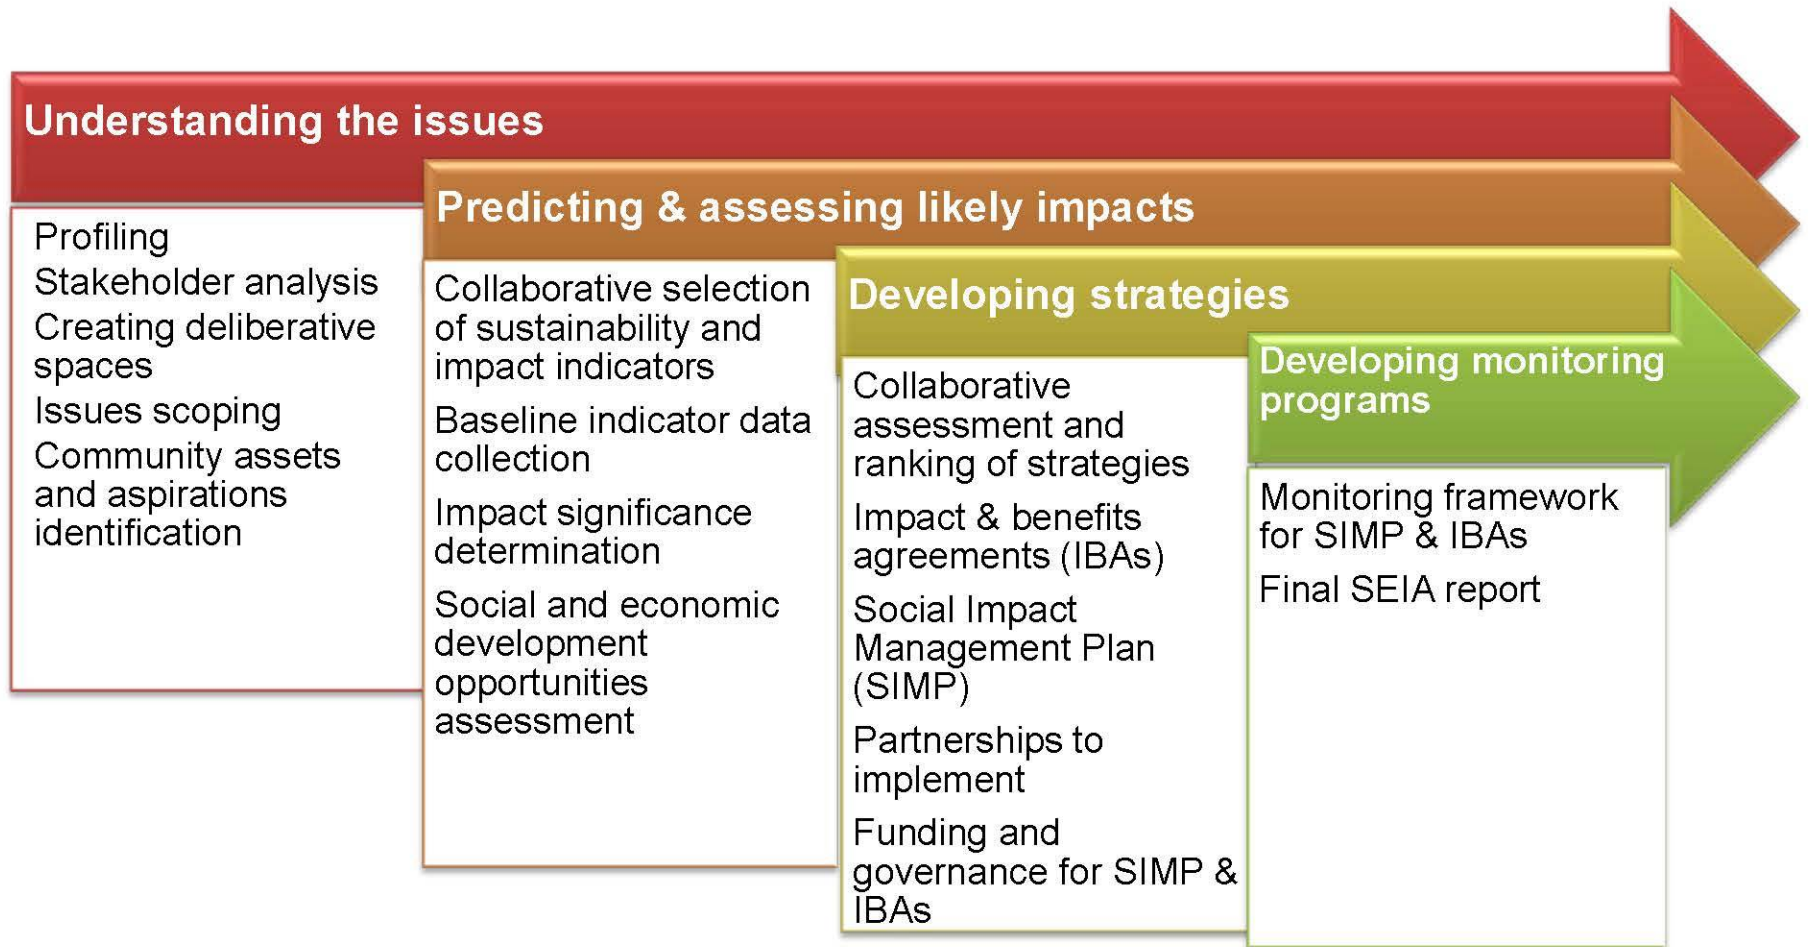 Understanding the issues
Profiling
Stakeholder analysis
Creating deliberative
spaces
Issues scoping
Community assets
and aspirations
identification
Predicting & assessing likely impacts
Collaborative selection
of sustainability and
impact indicators
Baseline indicator data
collection
Impact significance
determination
Social and economic
development
opportunities
assessment
Developing strategies
Collaborative
assessment and
ranking of strategies
Impact & benefits
agreements (IBAs)
Social Impact
Management Plan
(SIMP)
Partnerships to
implement
Funding and
governance for SIMP &
IBAs
Developing monitoring
programs
Monitoring framework
for SIMP & IBAs
Final SEIA report